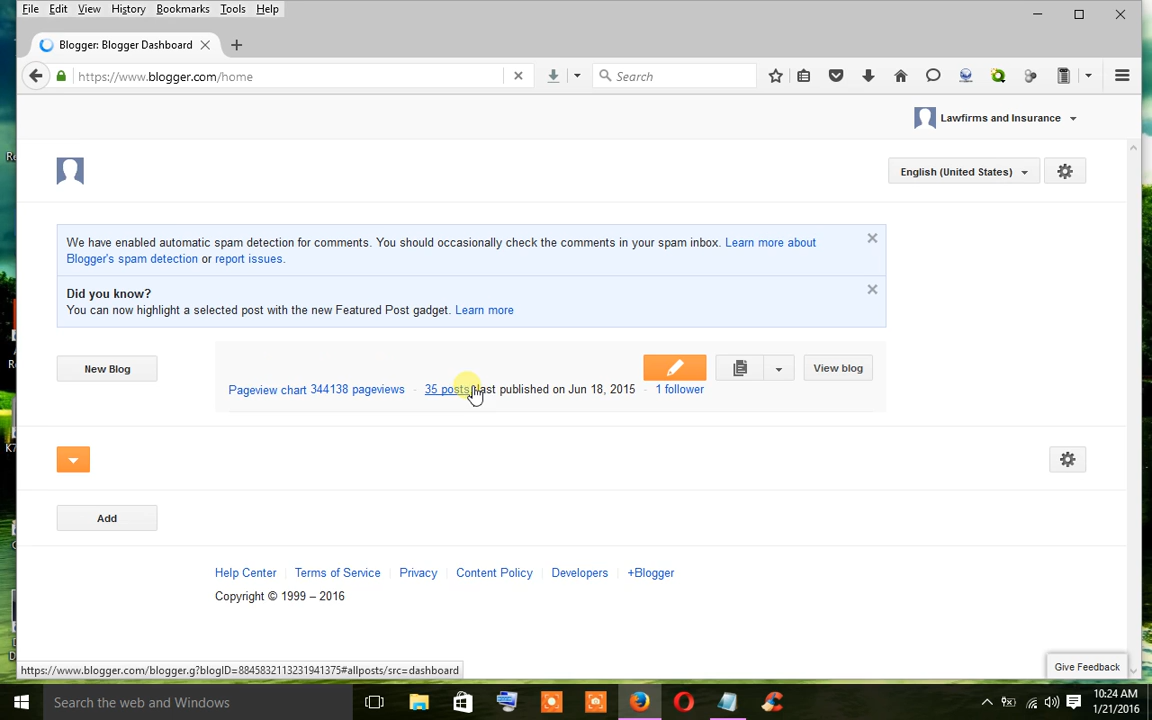 File Edit View History Bookmarks Tools Help
Blogger: Blogger Dashboard
https://www.blogger.com/home
Search
Lawfirms and Insurance
English (United States)
We have enabled automatic spam detection for comments. You should occasionally check the comments in your spam inbox. Learn more about
Blogger's spam detection or report issues.
Did you know?
You can now highlight a selected post with the new Featured Post gadget. Learn more
New Blog
View blog
Pageview chart 344138 pageviews · 35 posts, last published on Jun 18, 2015 · 1 follower
Add
Help Center Terms of Service Privacy Content Policy Developers +Blogger
Copyright © 1999 – 2016
Give Feedback
https://www.blogger.com/blogger.g?blogID=8845832113231941375#allposts/src=dashboard
Search the web and Windows
10:24 AM
1/21/2016